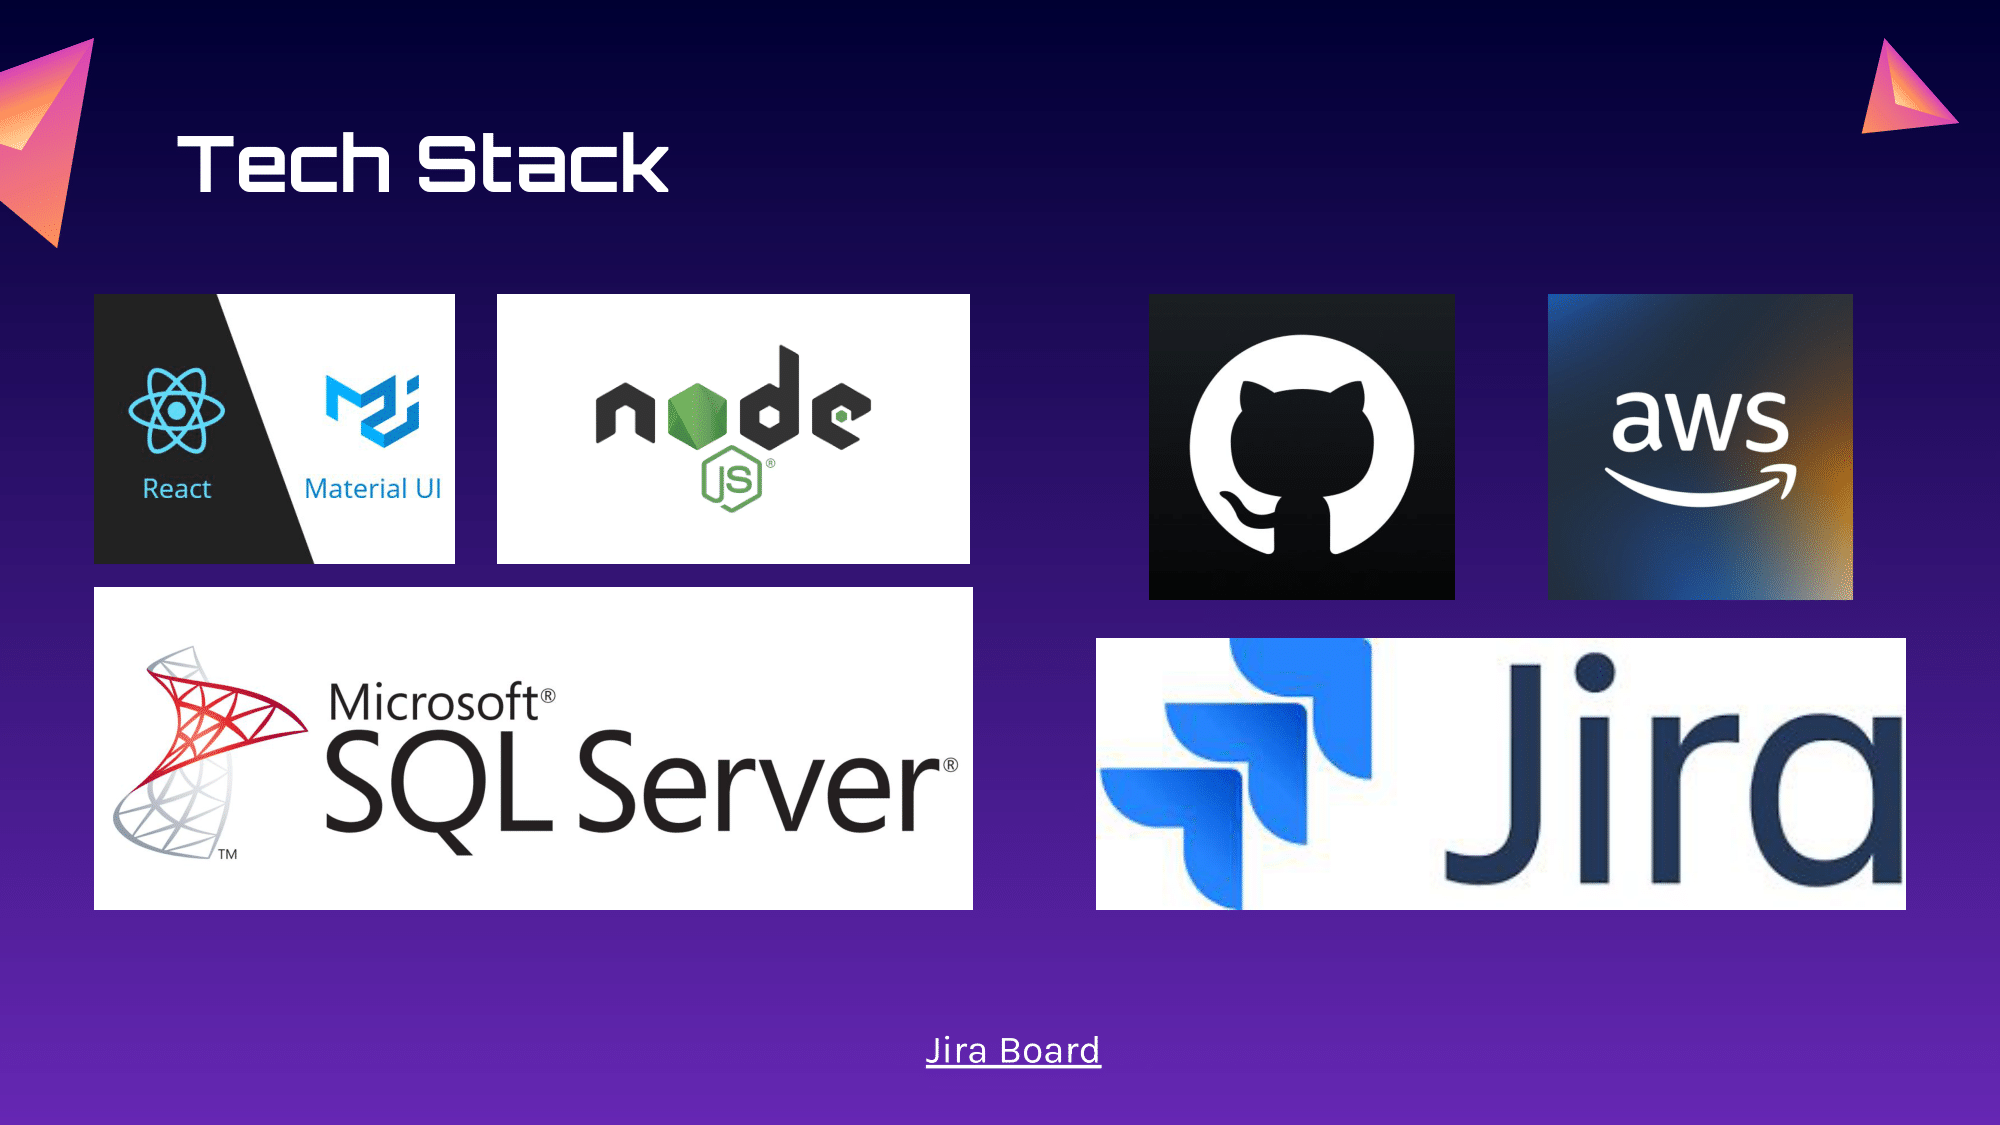 Tech Stack
React
Material UI
node
JS®
aws
Microsoft®
SQL Server®
TM
Jira
Jira Board